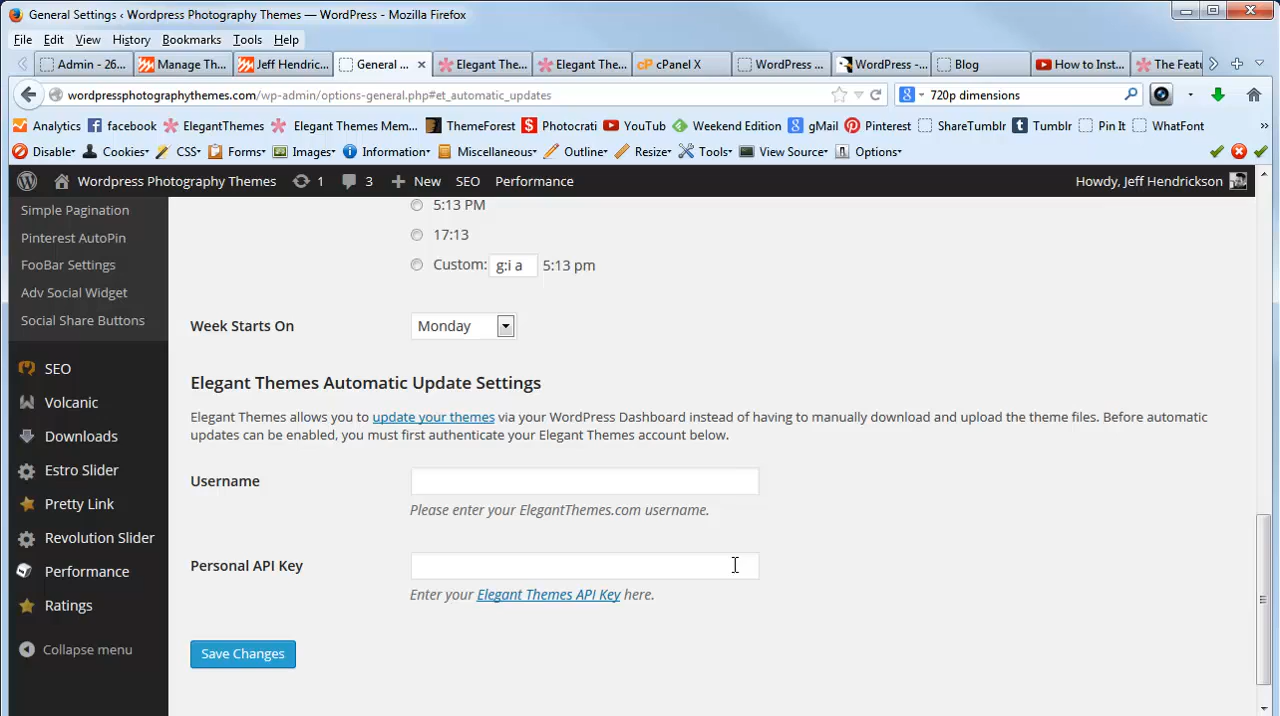 General Settings ‹ Wordpress Photography Themes — WordPress - Mozilla Firefox
File Edit View History Bookmarks Tools Help
Admin - 26... Manage Th... Jeff Hendric... General ... × Elegant The... Elegant The... cPanel X WordPress ... WordPress -... Blog How to Inst... The Featu
wordpressphotographythemes.com/wp-admin/options-general.php#et_automatic_updates 720p dimensions
Analytics facebook ElegantThemes Elegant Themes Mem... ThemeForest Photocrati YouTube Weekend Edition gMail Pinterest ShareTumblr Tumblr Pin It WhatFont
Disable Cookies CSS Forms Images Information Miscellaneous Outline Resize Tools View Source Options
Wordpress Photography Themes 1 3 New SEO Performance Howdy, Jeff Hendrickson
Simple Pagination
Pinterest AutoPin
FooBar Settings
Adv Social Widget
Social Share Buttons
SEO
Volcanic
Downloads
Estro Slider
Pretty Link
Revolution Slider
Performance
Ratings
Collapse menu
5:13 PM
17:13
Custom: g:i a 5:13 pm
Week Starts On Monday
Elegant Themes Automatic Update Settings
Elegant Themes allows you to update your themes via your WordPress Dashboard instead of having to manually download and upload the theme files. Before automatic
updates can be enabled, you must first authenticate your Elegant Themes account below.
Username
Please enter your ElegantThemes.com username.
Personal API Key
Enter your Elegant Themes API Key here.
Save Changes